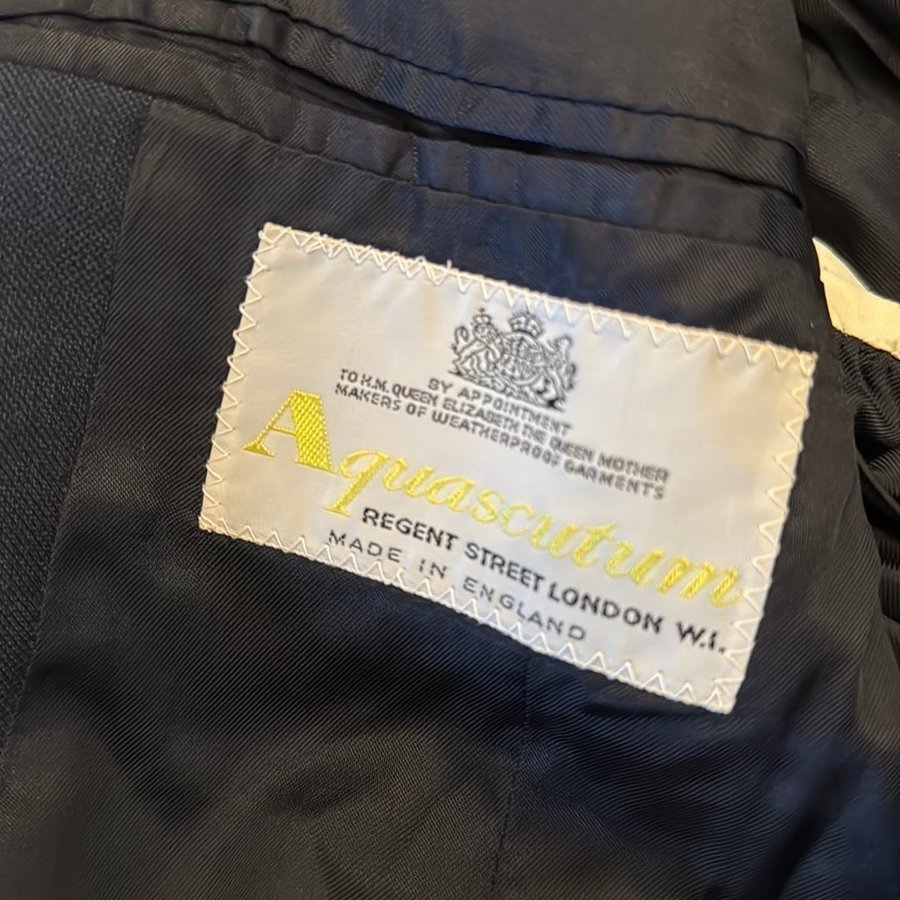 BY APPOINTMENT
TO H.M. QUEEN ELIZABETH THE QUEEN MOTHER
MAKERS OF WEATHERPROOF GARMENTS
Aquascutum
REGENT STREET LONDON W.I.
MADE IN ENGLAND